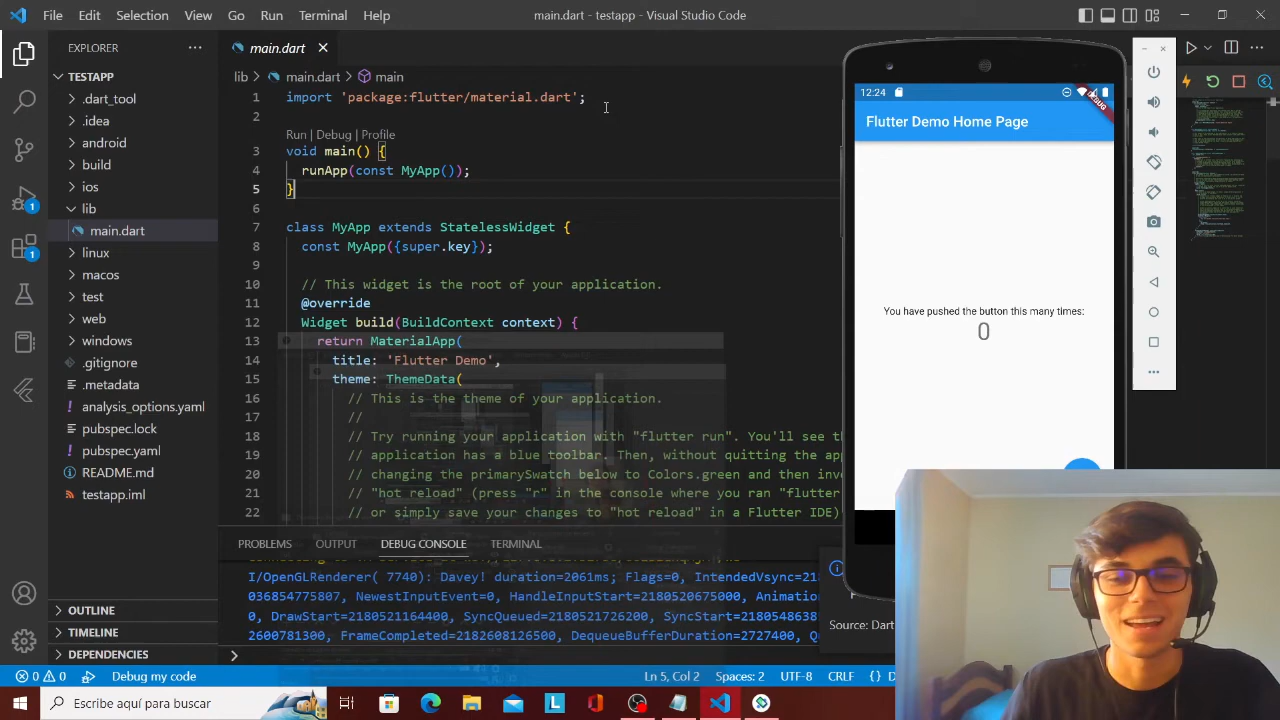 File Edit Selection View Go Run Terminal Help
main.dart - testapp - Visual Studio Code
EXPLORER
TESTAPP
.dart_tool
.idea
android
build
ios
lib
main.dart
linux
macos
test
web
windows
.gitignore
.metadata
analysis_options.yaml
pubspec.lock
pubspec.yaml
README.md
testapp.iml
OUTLINE
TIMELINE
DEPENDENCIES
1
1
main.dart
lib > main.dart > main
1 import 'package:flutter/material.dart';
2
Run | Debug | Profile
3 void main() {
4 runApp(const MyApp());
5 }
6
7 class MyApp extends StatelessWidget {
8 const MyApp({super.key});
9
10 // This widget is the root of your application.
11 @override
12 Widget build(BuildContext context) {
13 return MaterialApp(
14 title: 'Flutter Demo',
15 theme: ThemeData(
16 // This is the theme of your application.
17 //
18 // Try running your application with "flutter run". You'll see th
19 // application has a blue toolbar. Then, without quitting the app
20 // changing the primarySwatch below to Colors.green and then inv
21 // "hot reload" (press "r" in the console where you ran "flutter
22 // or simply save your changes to "hot reload" in a Flutter IDE)
PROBLEMS OUTPUT DEBUG CONSOLE TERMINAL
I/OpenGLRenderer( 7740): Davey! duration=2061ms; Flags=0, IntendedVsync=218
036854775807, NewestInputEvent=0, HandleInputStart=2180520675000, Animation
0, DrawStart=2180521164400, SyncQueued=2180521726200, SyncStart=21805486381
2600781300, FrameCompleted=2182608126500, DequeueBufferDuration=2727400, Qu
Source: Dart
12:24
DEBUG
Flutter Demo Home Page
You have pushed the button this many times:
0
0 0 Debug my code
Ln 5, Col 2 Spaces: 2 UTF-8 CRLF { } D
Escribe aquí para buscar